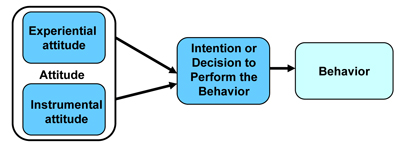 Experiential
attitude
Attitude
Instrumental
attitude
Intention or
Decision to
Perform the
Behavior
Behavior